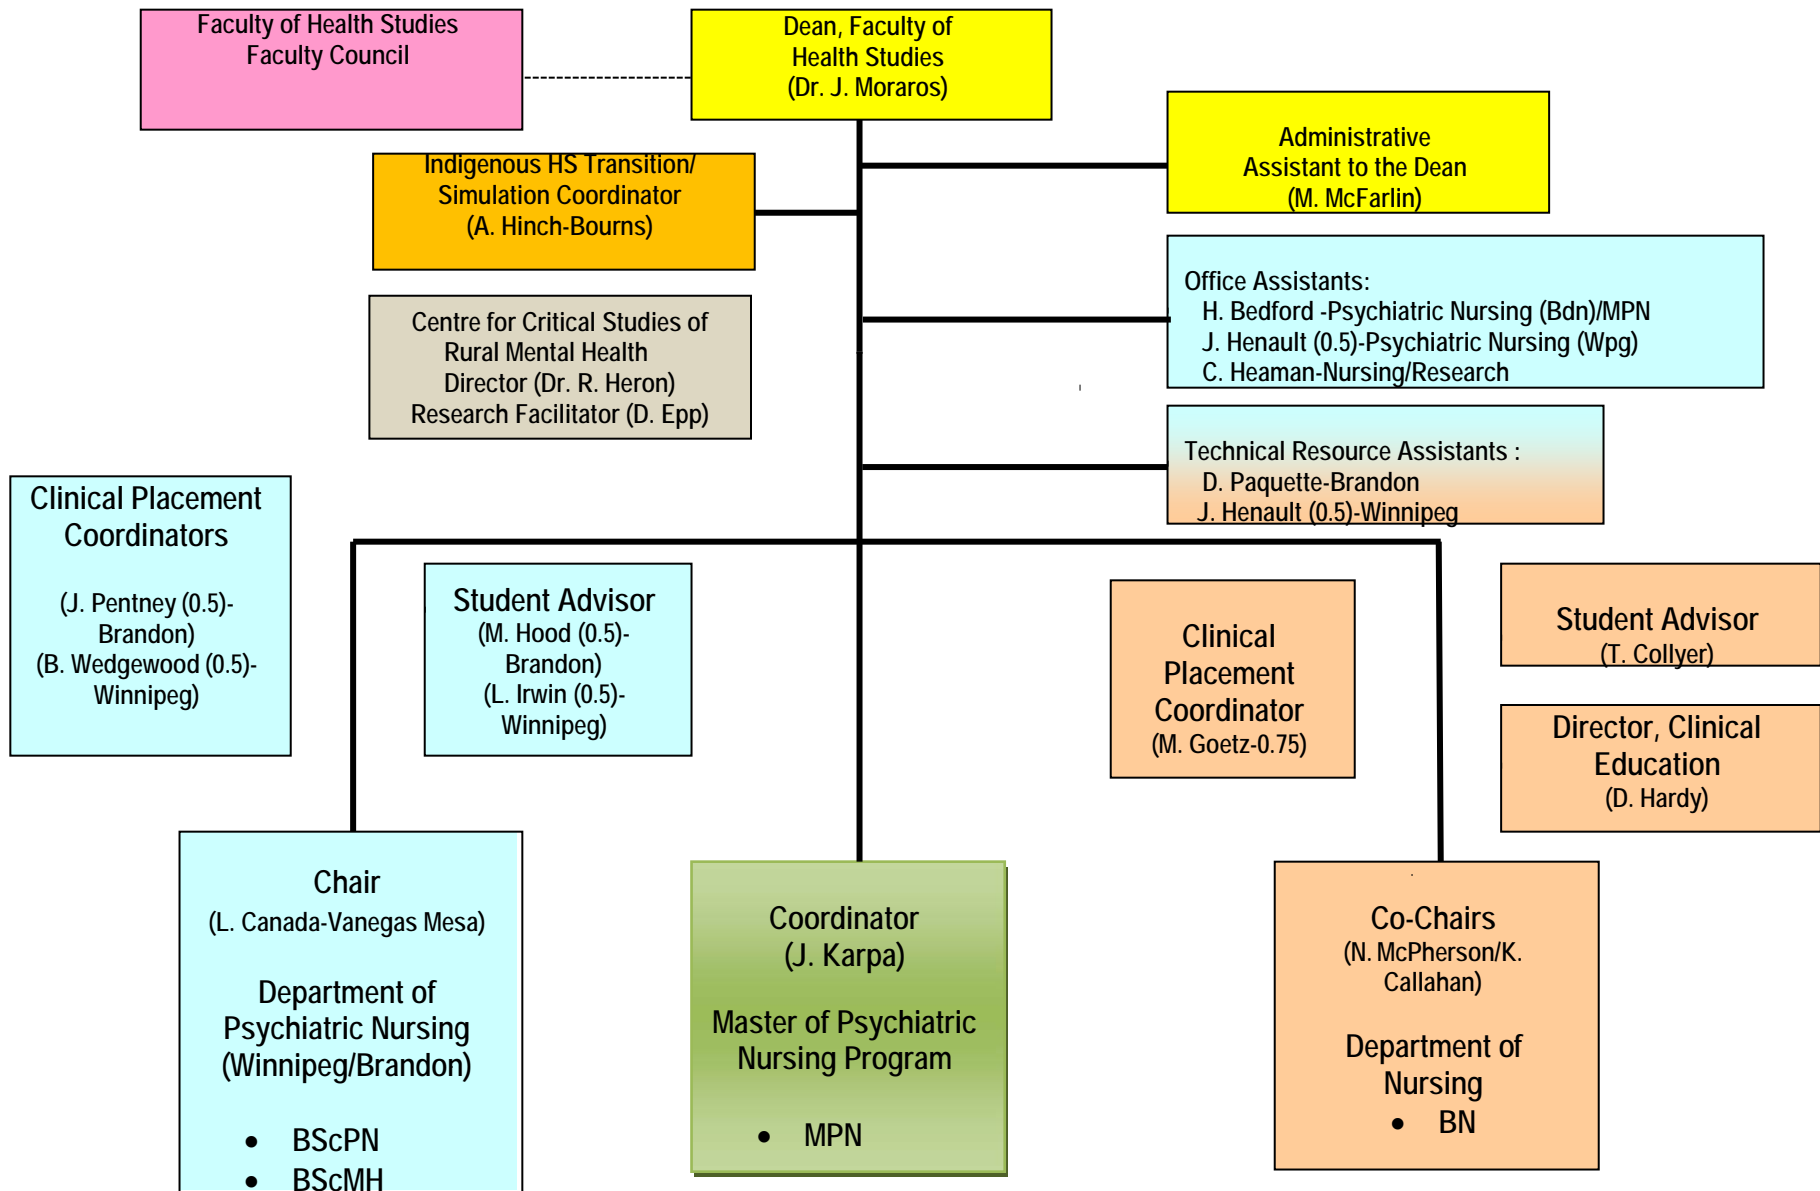 Faculty of Health Studies
Faculty Council
Dean, Faculty of
Health Studies
(Dr. J. Moraros)
Administrative
Assistant to the Dean
(M. McFarlin)
Indigenous HS Transition/
Simulation Coordinator
(A. Hinch-Bourns)
Office Assistants:
H. Bedford -Psychiatric Nursing (Bdn)/MPN
J. Henault (0.5)-Psychiatric Nursing (Wpg)
C. Heaman-Nursing/Research
Centre for Critical Studies of
Rural Mental Health
Director (Dr. R. Heron)
Research Facilitator (D. Epp)
Technical Resource Assistants :
D. Paquette-Brandon
J. Henault (0.5)-Winnipeg
Clinical Placement
Coordinators
(J. Pentney (0.5)-
Brandon)
(B. Wedgewood (0.5)-
Winnipeg)
Student Advisor
(M. Hood (0.5)-
Brandon)
(L. Irwin (0.5)-
Winnipeg)
Clinical
Placement
Coordinator
(M. Goetz-0.75)
Student Advisor
(T. Collyer)
Director, Clinical
Education
(D. Hardy)
Chair
(L. Canada-Vanegas Mesa)
Department of
Psychiatric Nursing
(Winnipeg/Brandon)
• BScPN
• BScMH
Coordinator
(J. Karpa)
Master of Psychiatric
Nursing Program
• MPN
Co-Chairs
(N. McPherson/K.
Callahan)
Department of
Nursing
• BN